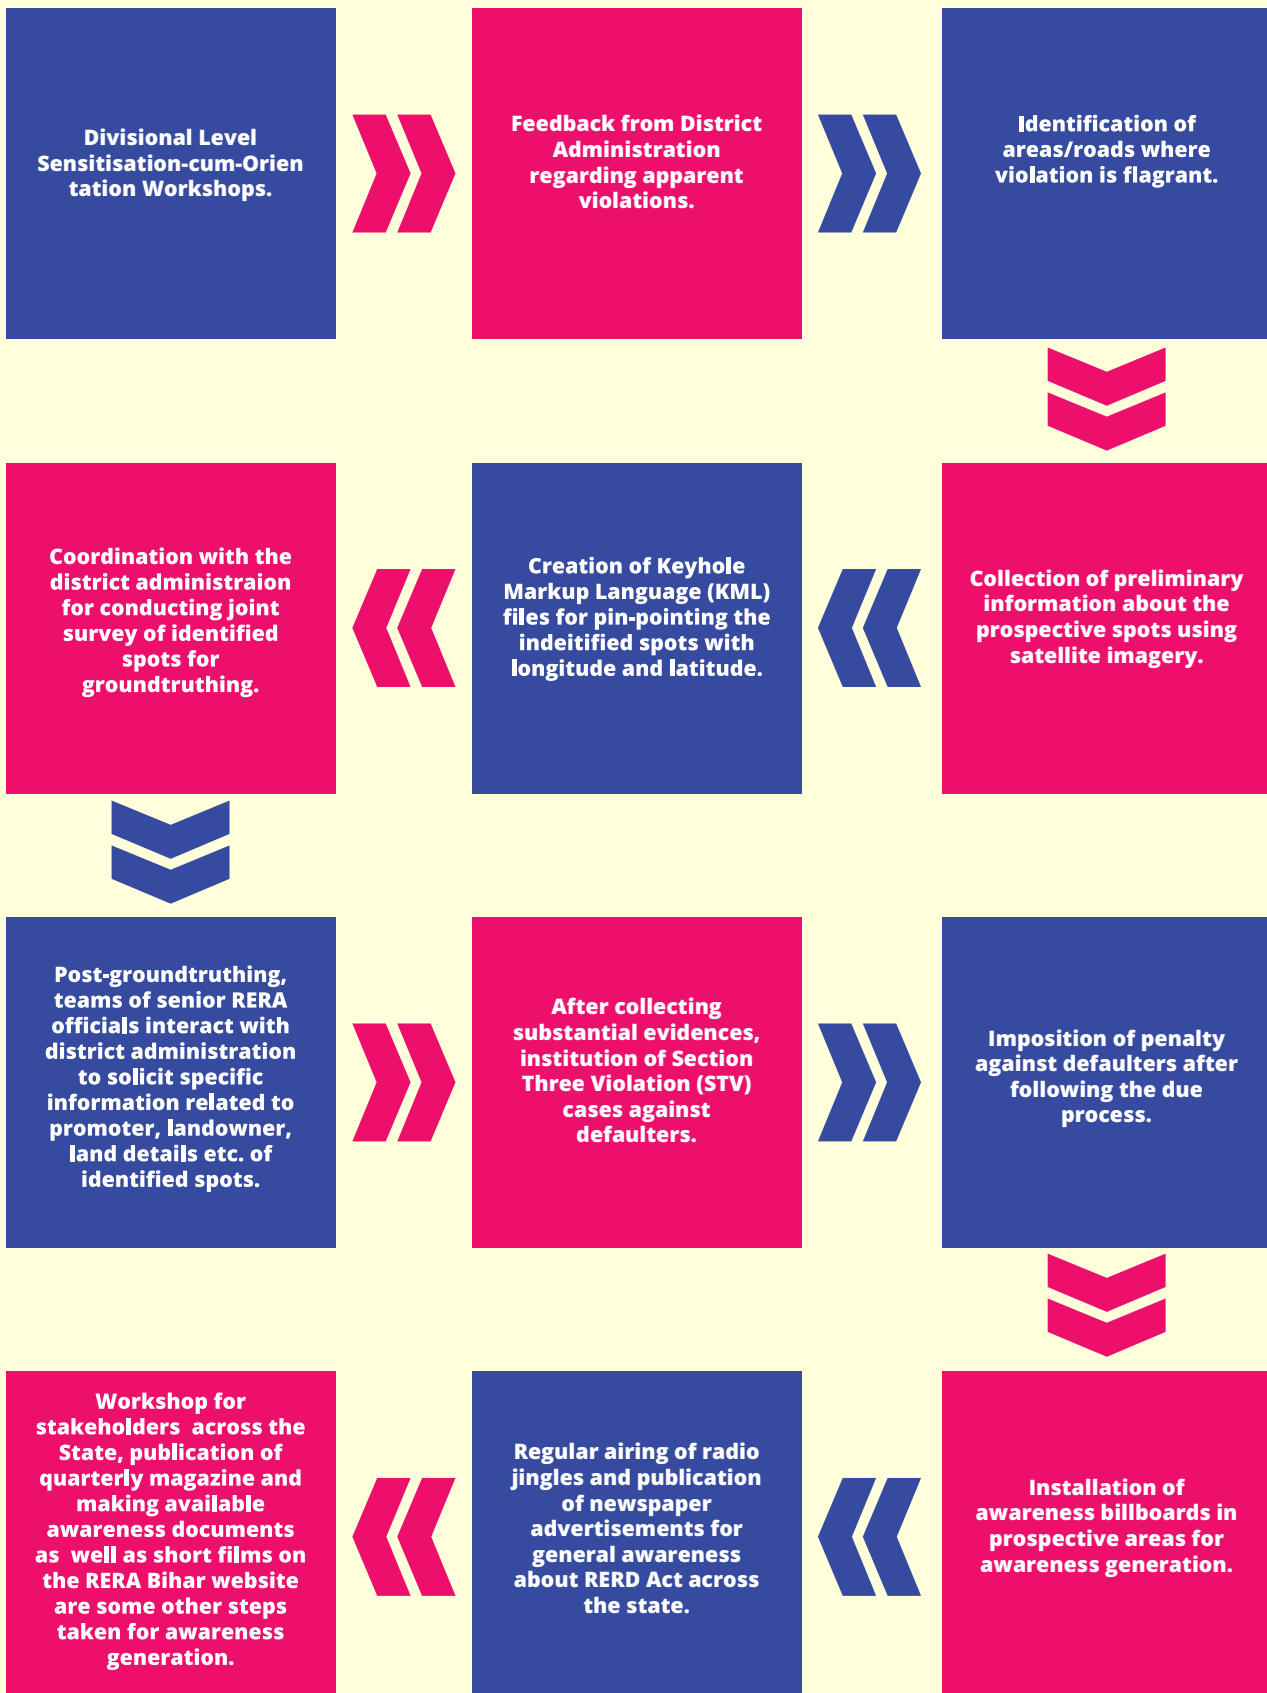 Divisional Level
Sensitisation-cum-Orien
tation Workshops.
Feedback from District
Administration
regarding apparent
violations.
Identification of
areas/roads where
violation is flagrant.
Collection of preliminary
information about the
prospective spots using
satellite imagery.
Creation of Keyhole
Markup Language (KML)
files for pin-pointing the
indeitified spots with
longitude and latitude.
Coordination with the
district administraion
for conducting joint
survey of identified
spots for
groundtruthing.
Post-groundtruthing,
teams of senior RERA
officials interact with
district administration
to solicit specific
information related to
promoter, landowner,
land details etc. of
identified spots.
After collecting
substantial evidences,
institution of Section
Three Violation (STV)
cases against
defaulters.
Imposition of penalty
against defaulters after
following the due
process.
Installation of
awareness billboards in
prospective areas for
awareness generation.
Regular airing of radio
jingles and publication
of newspaper
advertisements for
general awareness
about RERD Act across
the state.
Workshop for
stakeholders  across the
State, publication of
quarterly magazine and
making available
awareness documents
as  well as short films on
the RERA Bihar website
are some other steps
taken for awareness
generation.